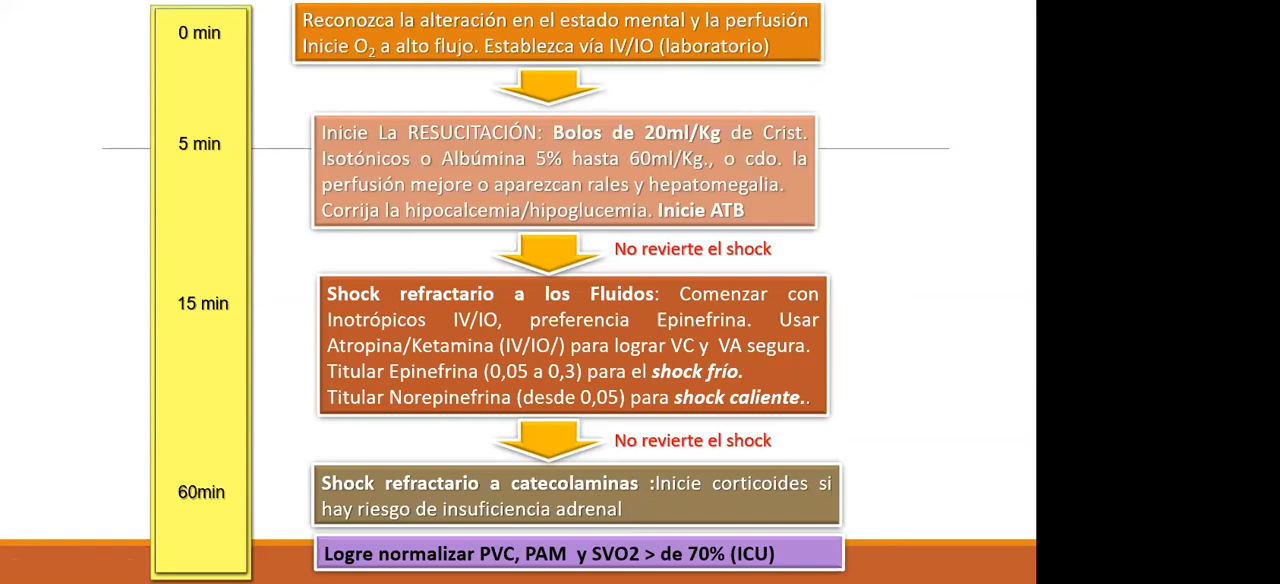 0 min
Reconozca la alteración en el estado mental y la perfusión
Inicie O₂ a alto flujo. Establezca vía IV/IO (laboratorio)
5 min
Inicie La RESUCITACIÓN: Bolos de 20ml/Kg de Crist.
Isotónicos o Albúmina 5% hasta 60ml/Kg., o cdo. la
perfusión mejore o aparezcan rales y hepatomegalia.
Corrija la hipocalcemia/hipoglucemia. Inicie ATB
No revierte el shock
15 min
Shock refractario a los Fluidos: Comenzar con
Inotrópicos IV/IO, preferencia Epinefrina. Usar
Atropina/Ketamina (IV/IO/) para lograr VC y VA segura.
Titular Epinefrina (0,05 a 0,3) para el shock frío.
Titular Norepinefrina (desde 0,05) para shock caliente..
No revierte el shock
60min
Shock refractario a catecolaminas :Inicie corticoides si
hay riesgo de insuficiencia adrenal
Logre normalizar PVC, PAM y SVO2 > de 70% (ICU)